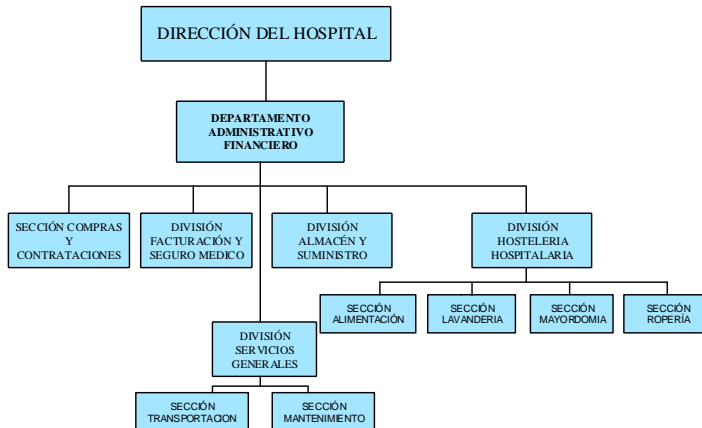 DIRECCIÓN DEL HOSPITAL
DEPARTAMENTO
ADMINISTRATIVO
FINANCIERO
SECCIÓN COMPRAS
Y
CONTRATACIONES
DIVISIÓN
FACTURACIÓN Y
SEGURO MEDICO
DIVISIÓN
ALMACÉN Y
SUMINISTRO
DIVISIÓN
HOSTELERIA
HOSPITALARIA
SECCIÓN
ALIMENTACIÓN
SECCIÓN
LAVANDERIA
SECCIÓN
MAYORDOMIA
SECCIÓN
ROPERÍA
DIVISIÓN
SERVICIOS
GENERALES
SECCIÓN
TRANSPORTACION
SECCIÓN
MANTENIMIENTO